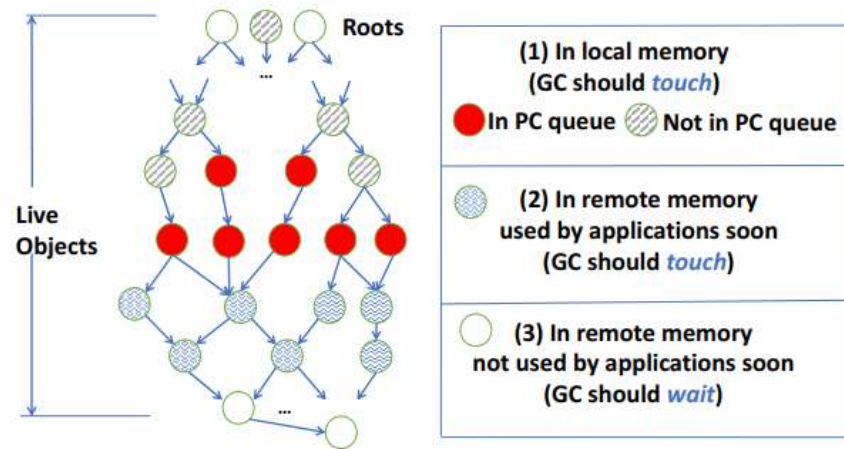 Roots
...
Live
Objects
...
(1) In local memory
(GC should touch)
In PC queue Not in PC queue
(2) In remote memory
used by applications soon
(GC should touch)
(3) In remote memory
not used by applications soon
(GC should wait)